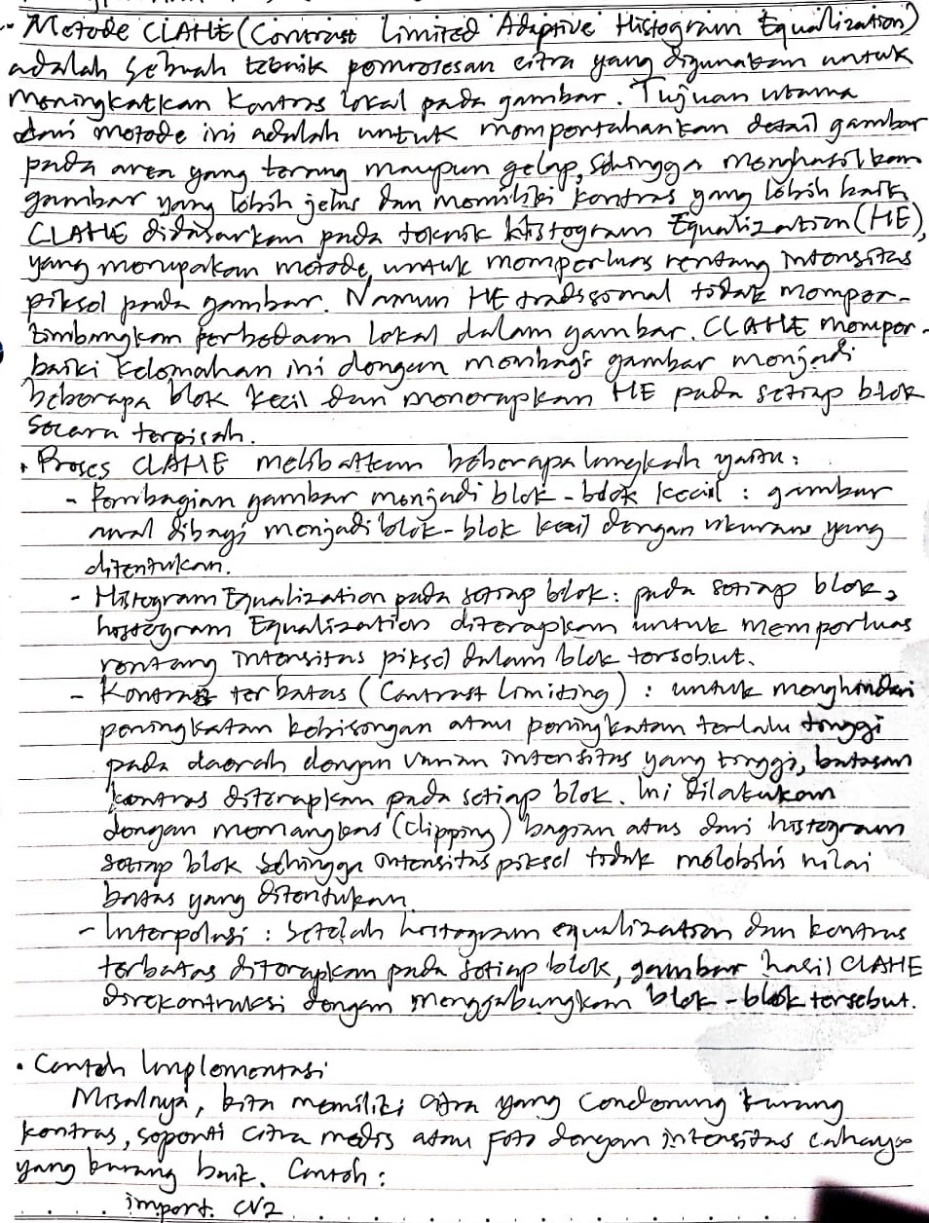 - Metode CLAHE (Contrast Limited Adaptive Histogram Equalization)
adalah sebuah teknik pemrosesan citra yang digunakan untuk
meningkatkan kontras lokal pada gambar. Tujuan utama
dari metode ini adalah untuk mempertahankan detail gambar
pada area yang terang maupun gelap, sehingga menghasilkan
gambar yang lebih jelas dan memiliki kontras yang lebih baik
CLAHE didasarkan pada teknik Histogram Equalization (HE),
yang merupakan metode, untuk memperluas rentang intensitas
piksel pada gambar. Namun HE tradisional tidak memper-
timbangkan perbedaan lokal dalam gambar. CLAHE memper-
baiki kelemahan ini dengan membagi gambar menjadi
beberapa blok kecil dan menerapkan HE pada setiap blok
secara terpisah.
• Proses CLAHE melibatkan beberapa langkah yaitu:
- Pembagian gambar menjadi blok-blok kecil : gambar
awal dibagi menjadi blok-blok kecil dengan ukuran yang
ditentukan.
- Histogram Equalization pada setiap blok: pada setiap blok,
histogram Equalization diterapkan untuk memperluas
rentang intensitas piksel dalam blok tersebut.
- Kontras terbatas (Contrast Limiting) : untuk menghindari
peningkatan kebisongan atau peningkatan terlalu tinggi
pada daerah dengan varian intensitas yang tinggi, batasan
kontras diterapkan pada setiap blok. Ini dilakukan
dengan memangkas (clipping) bagian atas dari histogram
setiap blok sehingga intensitas piksel tidak melebihi nilai
batas yang ditentukan.
- Interpolasi : Setelah histogram equalization dan kontras
terbatas diterapkan pada setiap blok, gambar hasil CLAHE
direkontruksi dengan menggabungkan blok-blok tersebut.
• Contoh Implementasi
Misalnya, kita memiliki citra yang cenderung kurang
kontras, seperti citra medis atau foto dengan intensitas cahaya
yang kurang baik. Contoh :
import cv2